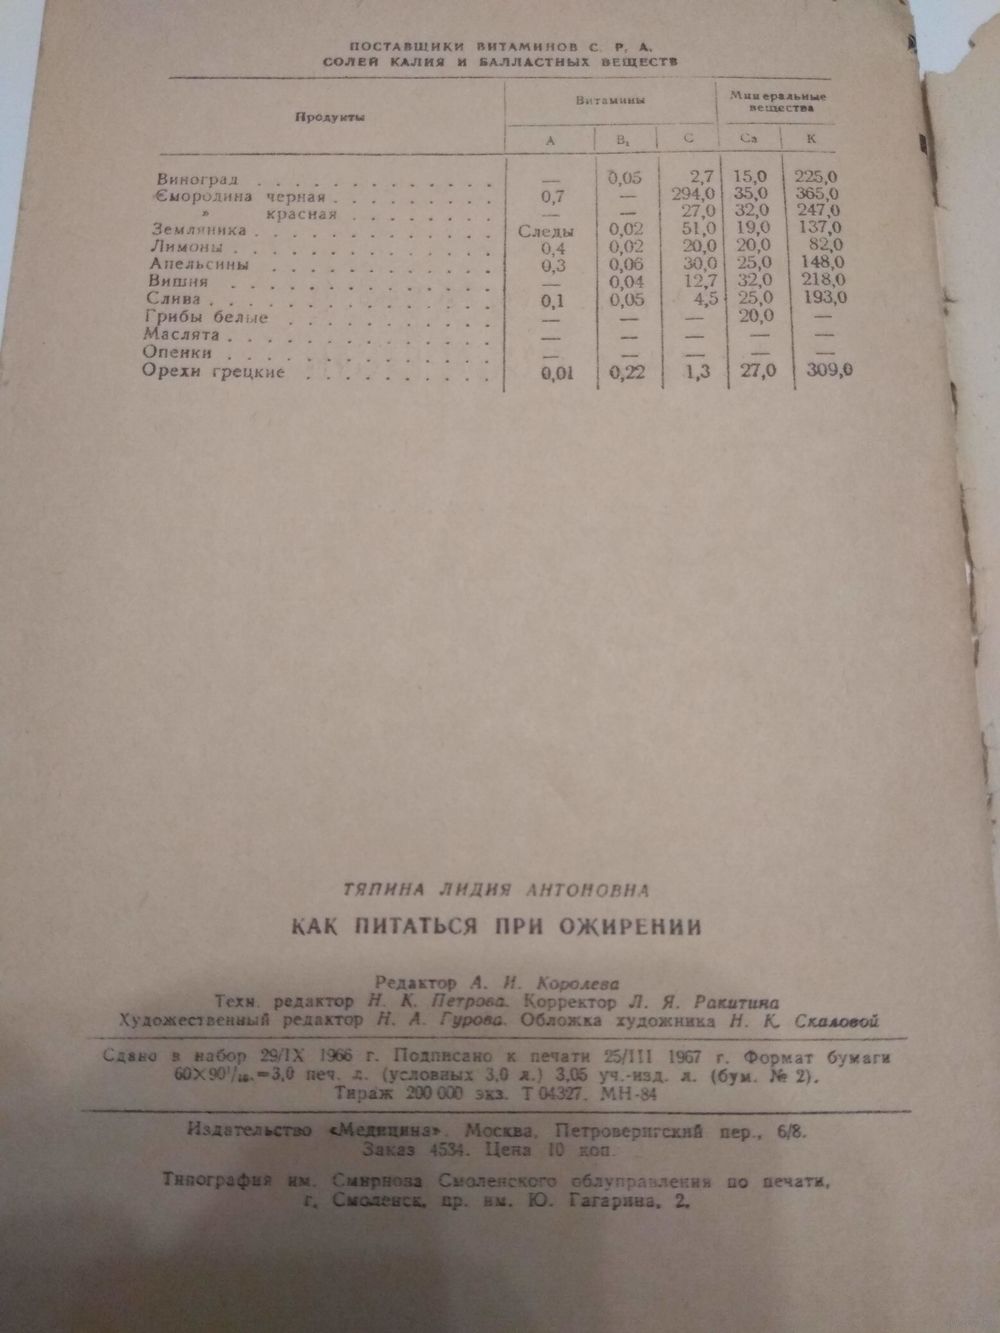 ПОСТАВЩИКИ ВИТАМИНОВ С, Р, А,
СОЛЕЙ КАЛИЯ И БАЛЛАСТНЫХ ВЕЩЕСТВ
Продукты Витамины Минеральные вещества
А В₁ С Са К
Виноград . . . . . . . . . . . . — 0,05 2,7 15,0 225,0
Смородина черная . . . . . . . . . 0,7 — 294,0 35,0 365,0
» красная . . . . . . . . — — 27,0 32,0 247,0
Земляника . . . . . . . . . . . . Следы 0,02 51,0 19,0 137,0
Лимоны . . . . . . . . . . . . . 0,4 0,02 20,0 20,0 82,0
Апельсины . . . . . . . . . . . 0,3 0,06 30,0 25,0 148,0
Вишня . . . . . . . . . . . . — 0,04 12,7 32,0 218,0
Слива . . . . . . . . . . . . . 0,1 0,05 4,5 25,0 193,0
Грибы белые . . . . . . . . . . — — — 20,0 —
Маслята . . . . . . . . . . . . . — — — — —
Опенки . . . . . . . . . . . . . — — — — —
Орехи грецкие . . . . . . . . . 0,01 0,22 1,3 27,0 309,0
ТЯПИНА ЛИДИЯ АНТОНОВНА
КАК ПИТАТЬСЯ ПРИ ОЖИРЕНИИ
Редактор А. И. Королева
Техн. редактор Н. К. Петрова. Корректор Л. Я. Ракитина
Художественный редактор Н. А. Гурова. Обложка художника Н. К. Скаловой
Сдано в набор 29/IX 1966 г. Подписано к печати 25/III 1967 г. Формат бумаги
60×90¹/₁₆.=3,0 печ. л. (условных 3,0 л.) 3,05 уч.-изд. л. (бум. № 2).
Тираж 200 000 экз. Т 04327. МН-84
Издательство «Медицина». Москва, Петроверигский пер., 6/8.
Заказ 4534. Цена 10 коп.
Типография им. Смирнова Смоленского облуправления по печати,
г. Смоленск, пр. им. Ю. Гагарина, 2.